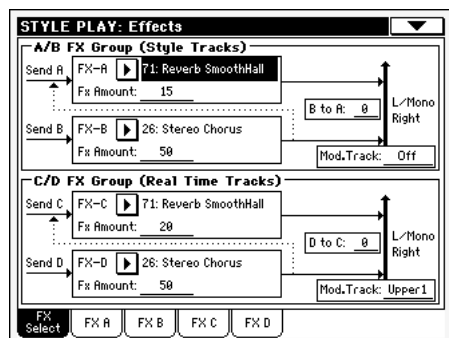 STYLE PLAY: Effects
A/B FX Group (Style Tracks)
Send A FX-A 71: Reverb SmoothHall
Fx Amount: 15
B to A: 0
L/Mono
Right
Send B FX-B 26: Stereo Chorus
Fx Amount: 50
Mod.Track: Off
C/D FX Group (Real Time Tracks)
Send C FX-C 71: Reverb SmoothHall
Fx Amount: 20
D to C: 0
L/Mono
Right
Send D FX-D 26: Stereo Chorus
Fx Amount: 50
Mod.Track: Upper1
FX Select FX A FX B FX C FX D